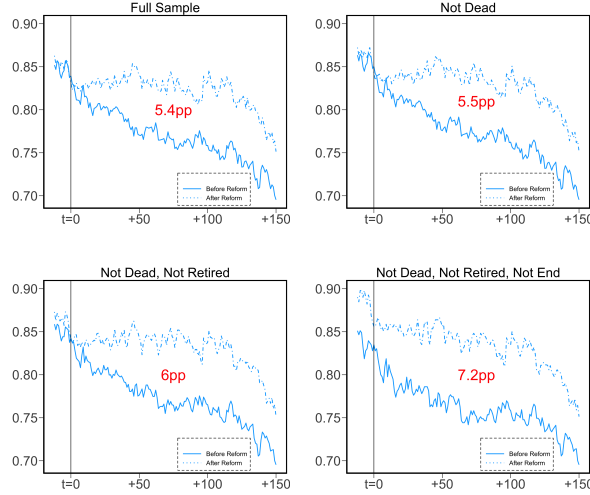 Full Sample
0.90
0.85
0.80
0.75
0.70
5.4pp
Before Reform
After Reform
t=0
+50
+100
+150
Not Dead
0.90
0.85
0.80
0.75
0.70
5.5pp
Before Reform
After Reform
t=0
+50
+100
+150
Not Dead, Not Retired
0.90
0.85
0.80
0.75
0.70
6pp
Before Reform
After Reform
t=0
+50
+100
+150
Not Dead, Not Retired, Not End
0.90
0.85
0.80
0.75
0.70
7.2pp
Before Reform
After Reform
t=0
+50
+100
+150